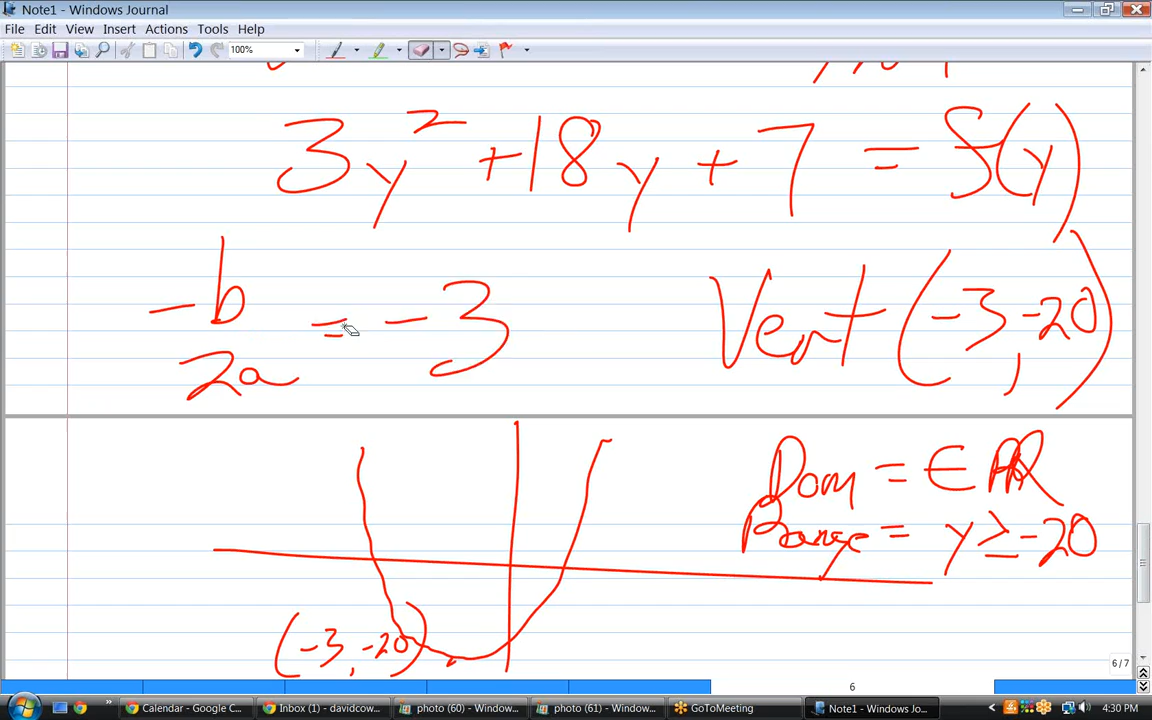 Note1 - Windows Journal
File Edit View Insert Actions Tools Help
100%
3y² + 18y + 7 = f(y)
-b/2a = -3
Vert (-3, -20)
Dom = ∈ ℝ
Range = y ≥ -20
(-3, -20)
6/7
6
Calendar - Google C...
Inbox (1) - davidcow...
photo (60) - Window...
photo (61) - Window...
GoToMeeting
Windows Jo...
4:30 PM